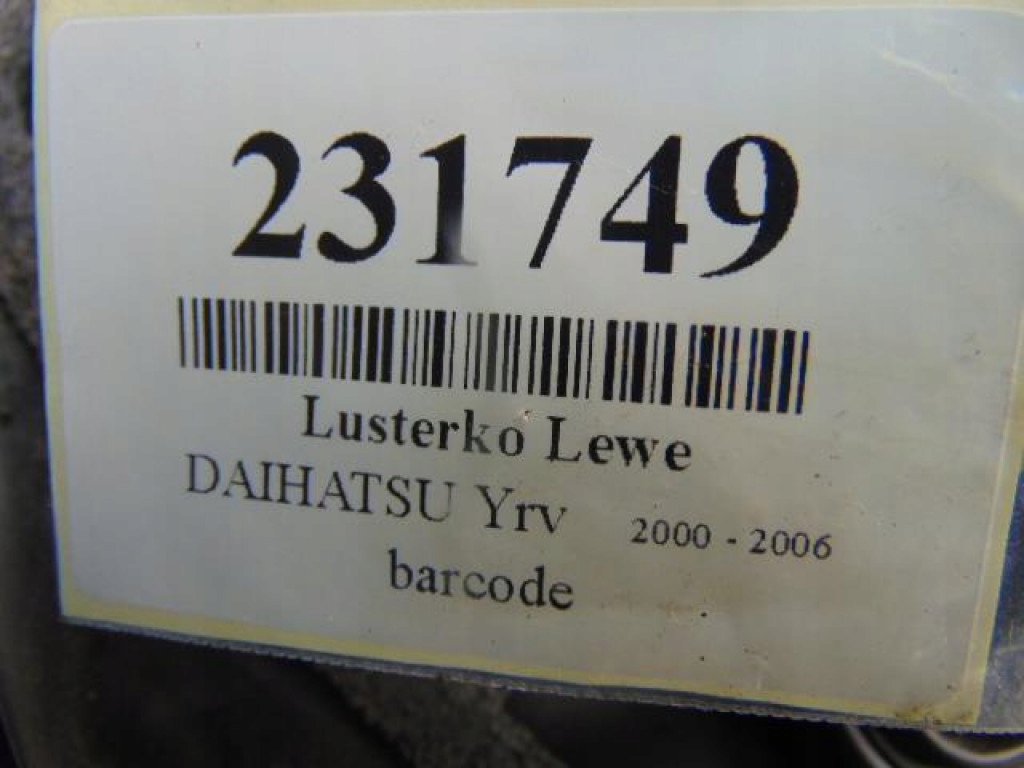 231749
Lusterko Lewe
DAIHATSU Yrv 2000 - 2006
barcode